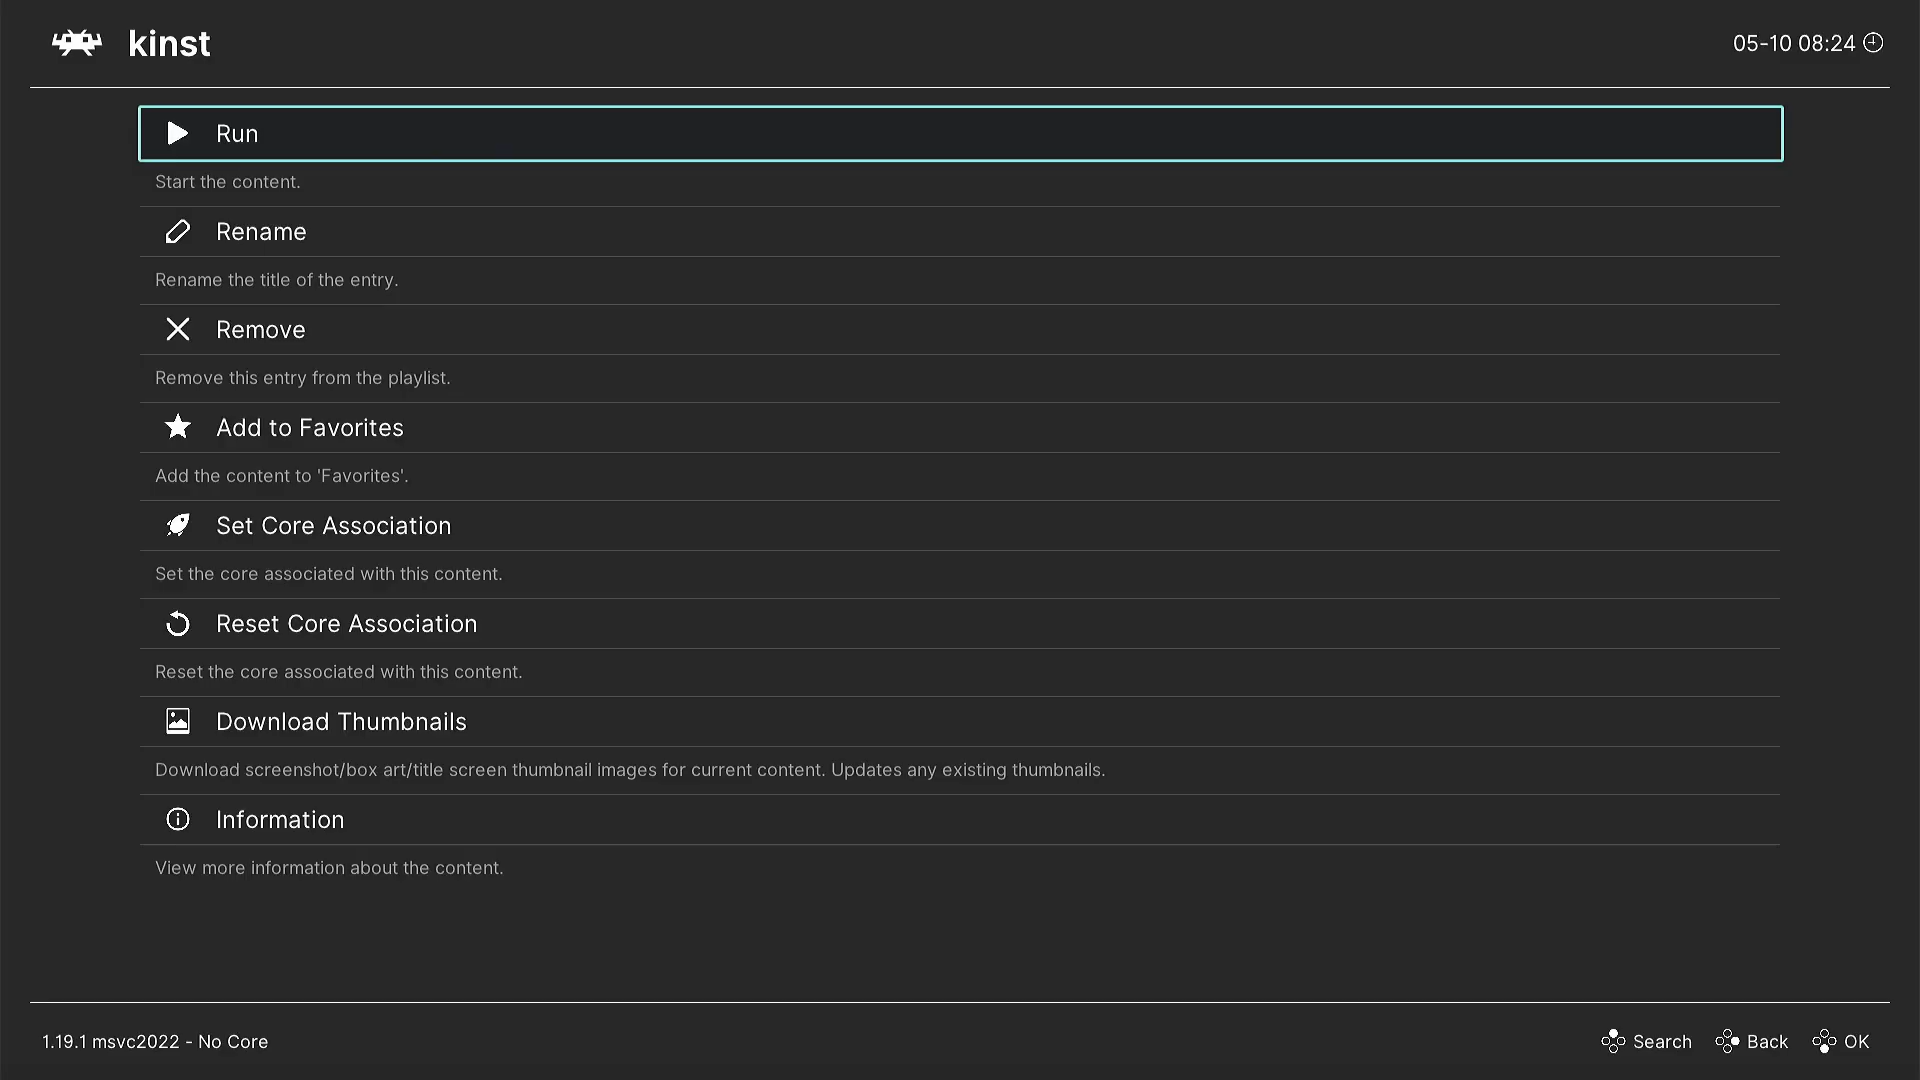 kinst
05-10 08:24
Run
Start the content.
Rename
Rename the title of the entry.
Remove
Remove this entry from the playlist.
Add to Favorites
Add the content to 'Favorites'.
Set Core Association
Set the core associated with this content.
Reset Core Association
Reset the core associated with this content.
Download Thumbnails
Download screenshot/box art/title screen thumbnail images for current content. Updates any existing thumbnails.
Information
View more information about the content.
1.19.1 msvc2022 - No Core
Search Back OK